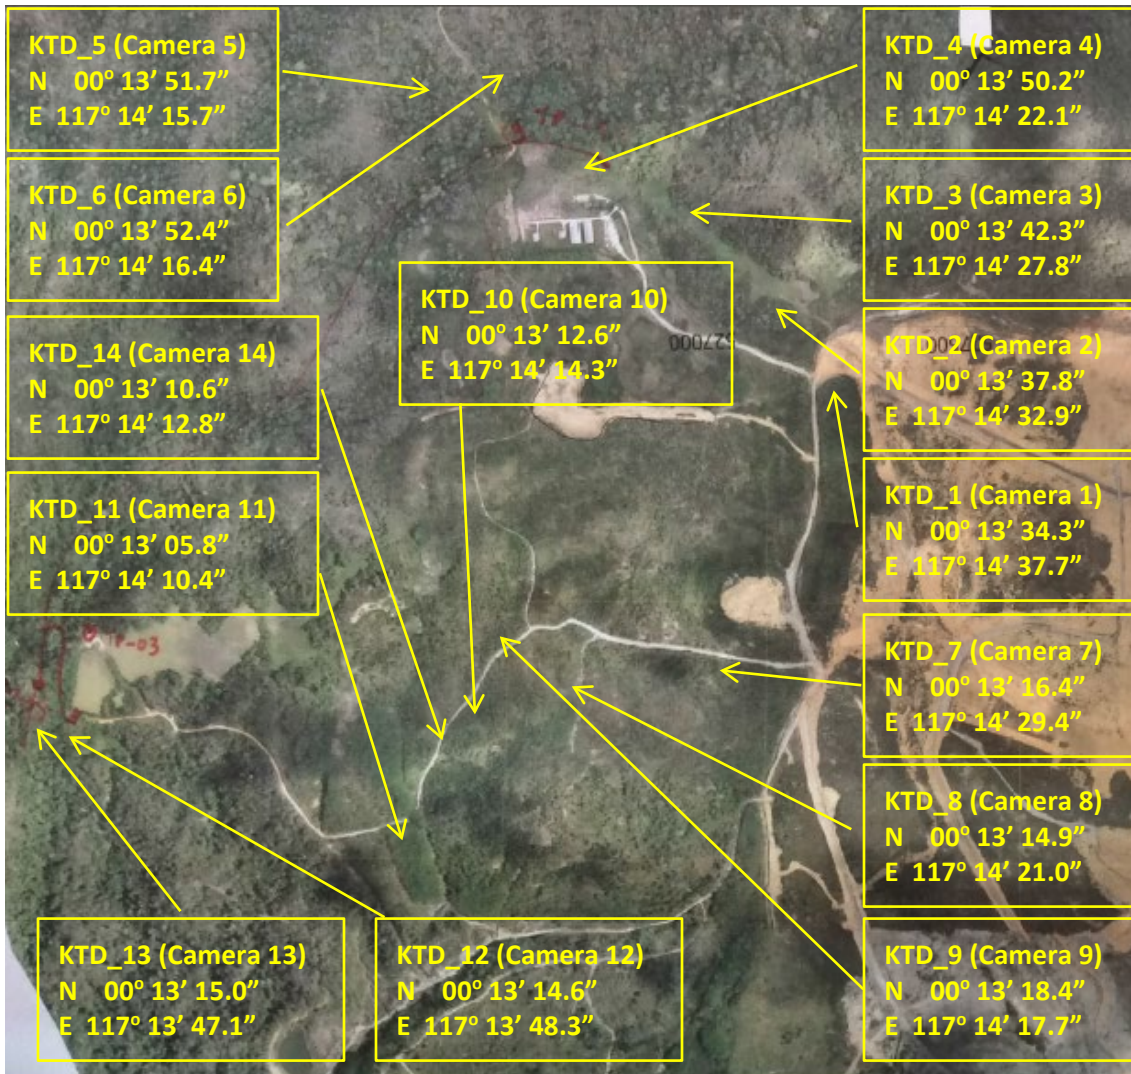 KTD_5 (Camera 5)
N 00° 13’ 51.7”
E 117° 14’ 15.7”
KTD_4 (Camera 4)
N 00° 13’ 50.2”
E 117° 14’ 22.1”
KTD_6 (Camera 6)
N 00° 13’ 52.4”
E 117° 14’ 16.4”
KTD_3 (Camera 3)
N 00° 13’ 42.3”
E 117° 14’ 27.8”
KTD_10 (Camera 10)
N 00° 13’ 12.6”
E 117° 14’ 14.3”
KTD_14 (Camera 14)
N 00° 13’ 10.6”
E 117° 14’ 12.8”
KTD_2 (Camera 2)
N 00° 13’ 37.8”
E 117° 14’ 32.9”
KTD_11 (Camera 11)
N 00° 13’ 05.8”
E 117° 14’ 10.4”
KTD_1 (Camera 1)
N 00° 13’ 34.3”
E 117° 14’ 37.7”
KTD_7 (Camera 7)
N 00° 13’ 16.4”
E 117° 14’ 29.4”
KTD_8 (Camera 8)
N 00° 13’ 14.9”
E 117° 14’ 21.0”
KTD_13 (Camera 13)
N 00° 13’ 15.0”
E 117° 13’ 47.1”
KTD_12 (Camera 12)
N 00° 13’ 14.6”
E 117° 13’ 48.3”
KTD_9 (Camera 9)
N 00° 13’ 18.4”
E 117° 14’ 17.7”